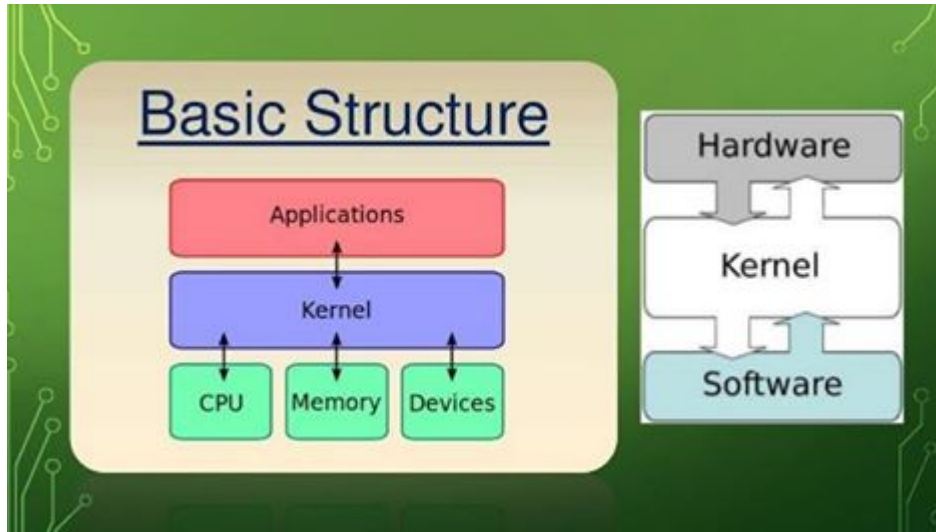 Basic Structure
Applications
Kernel
CPU Memory Devices
Hardware
Kernel
Software